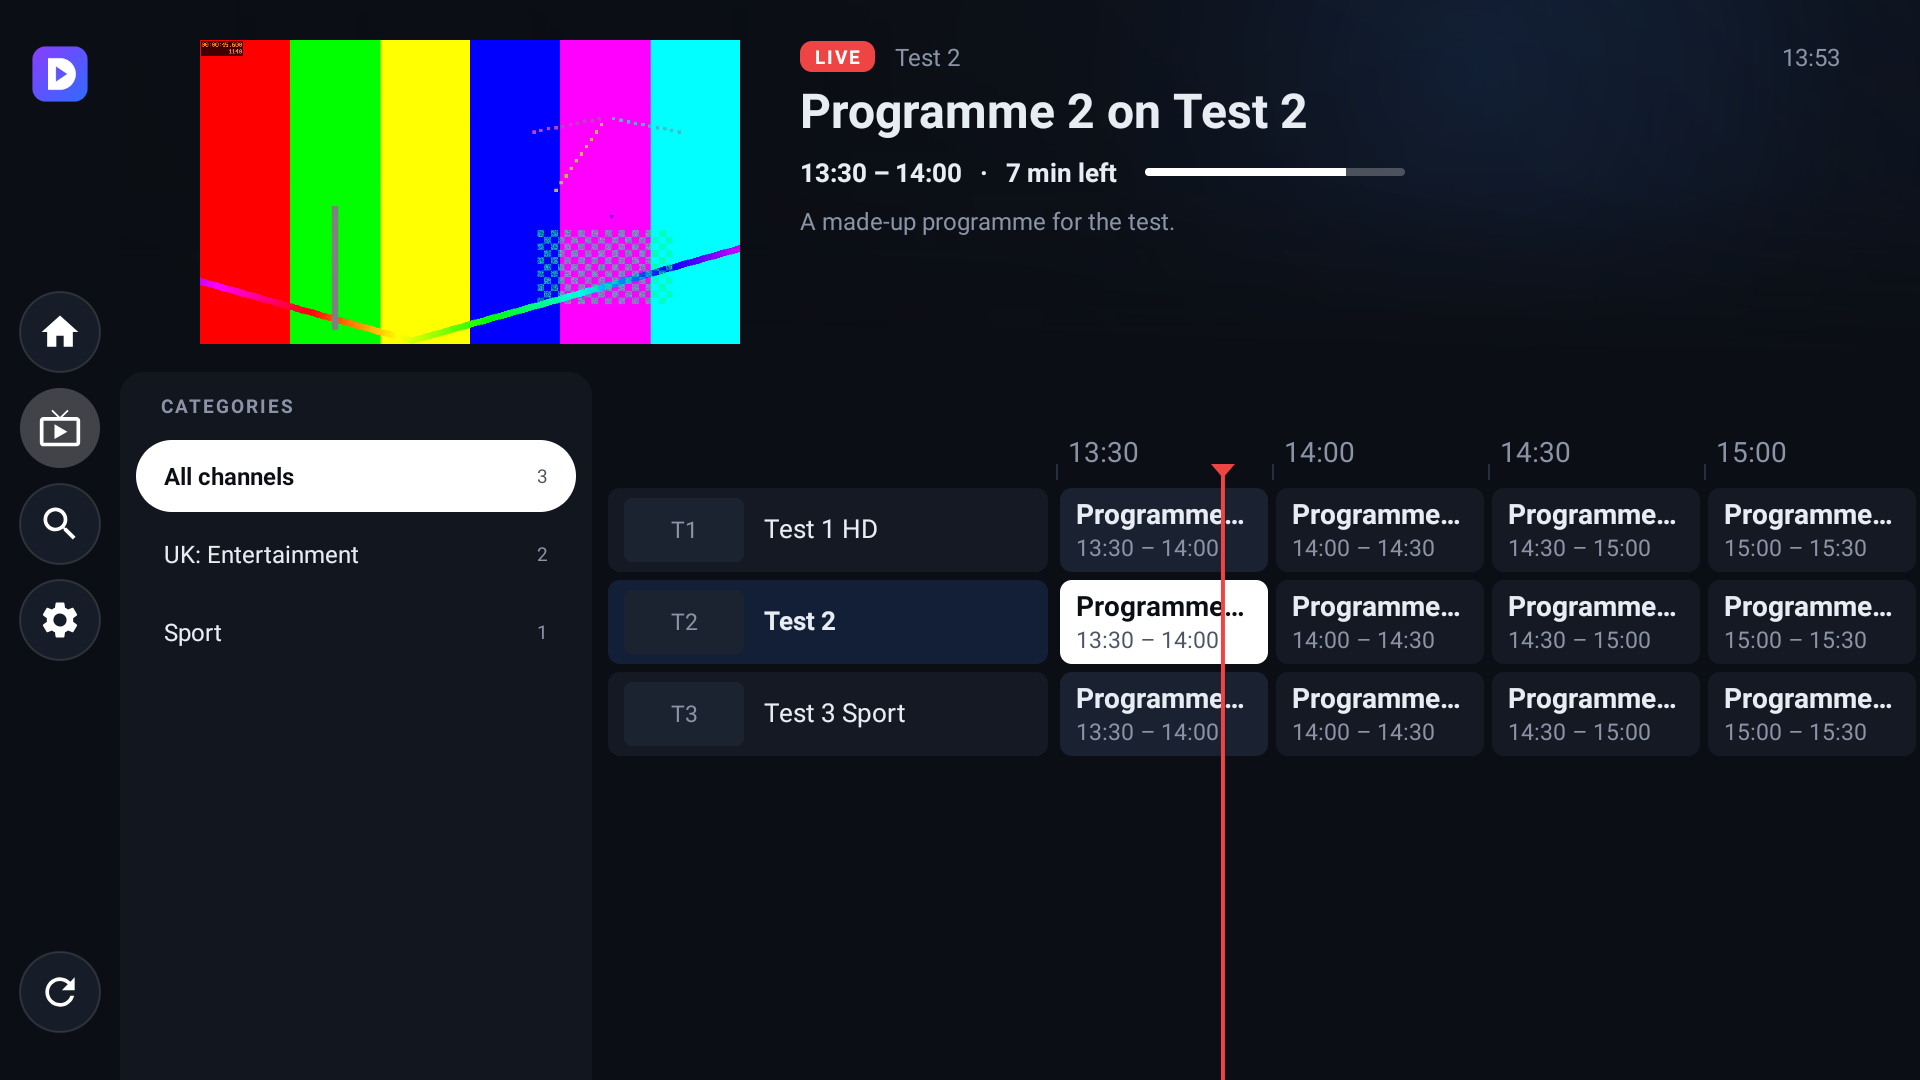 LIVE Test 2 13:53
Programme 2 on Test 2
13:30 – 14:00 · 7 min left
A made-up programme for the test.
CATEGORIES
All channels 3
UK: Entertainment 2
Sport 1
13:30 14:00 14:30 15:00
T1 Test 1 HD
Programme... Programme... Programme... Programme...
13:30 – 14:00 14:00 – 14:30 14:30 – 15:00 15:00 – 15:30
T2 Test 2
Programme... Programme... Programme... Programme...
13:30 – 14:00 14:00 – 14:30 14:30 – 15:00 15:00 – 15:30
T3 Test 3 Sport
Programme... Programme... Programme... Programme...
13:30 – 14:00 14:00 – 14:30 14:30 – 15:00 15:00 – 15:30